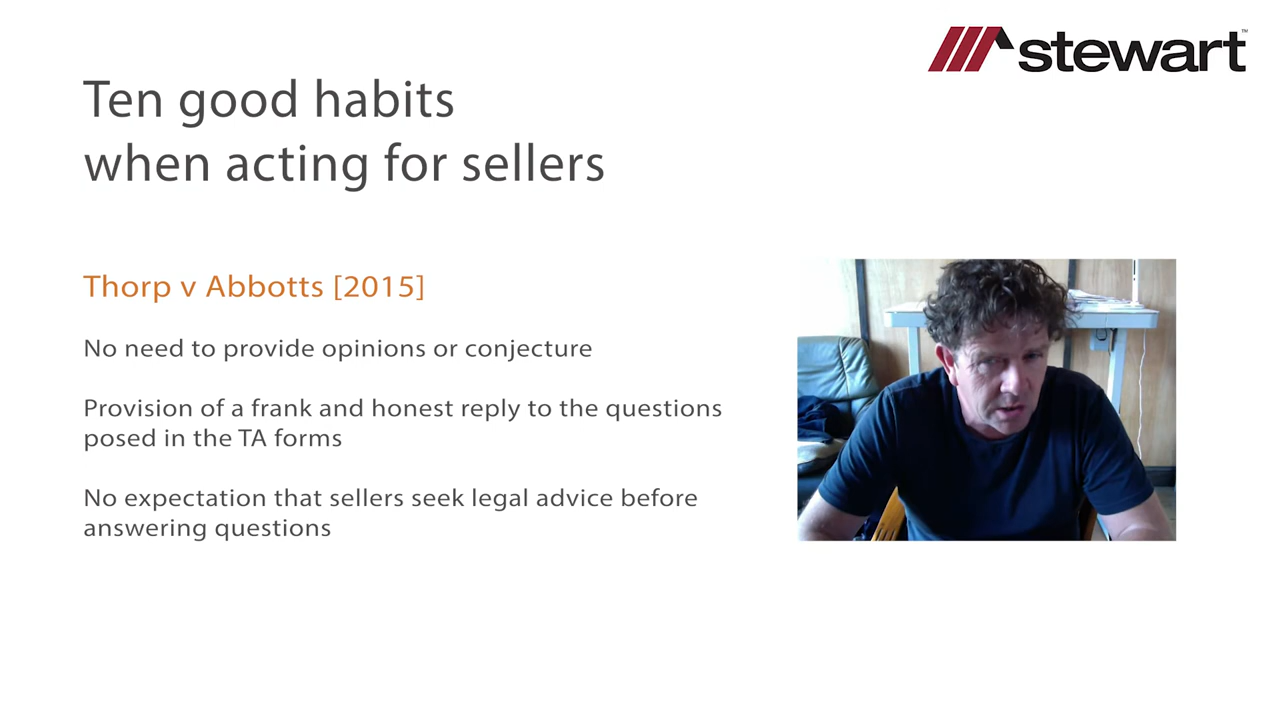 stewart™
Ten good habits
when acting for sellers
Thorp v Abbotts [2015]
No need to provide opinions or conjecture
Provision of a frank and honest reply to the questions
posed in the TA forms
No expectation that sellers seek legal advice before
answering questions